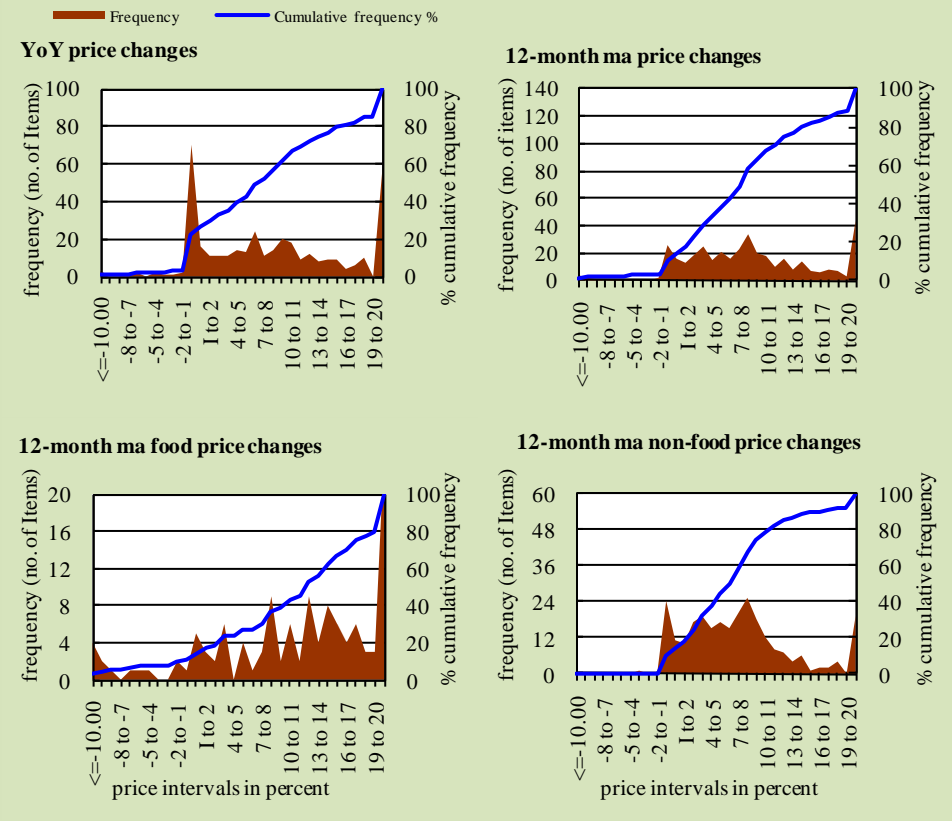 Frequency Cumulative frequency %
YoY price changes
frequency (no. of Items)
100
80
60
40
20
0
100
80
60
40
20
0
% cumulative frequency
<=-10.00
-8 to -7
-5 to -4
-2 to -1
I to 2
4 to 5
7 to 8
10 to 11
13 to 14
16 to 17
19 to 20
12-month ma price changes
frequency (no. of items)
140
120
100
80
60
40
20
0
100
80
60
40
20
0
% cumulative frequency
<=-10.00
-8 to -7
-5 to -4
-2 to -1
I to 2
4 to 5
7 to 8
10 to 11
13 to 14
16 to 17
19 to 20
12-month ma food price changes
frequency (no. of Items)
20
16
12
8
4
0
100
80
60
40
20
0
% cumulative frequency
<=-10.00
-8 to -7
-5 to -4
-2 to -1
I to 2
4 to 5
7 to 8
10 to 11
13 to 14
16 to 17
19 to 20
price intervals in percent
12-month ma non-food price changes
frequency (no. of Items)
60
48
36
24
12
0
100
80
60
40
20
0
% cumulative frequency
<=-10.00
-8 to -7
-5 to -4
-2 to -1
I to 2
4 to 5
7 to 8
10 to 11
13 to 14
16 to 17
19 to 20
price intervals in percent